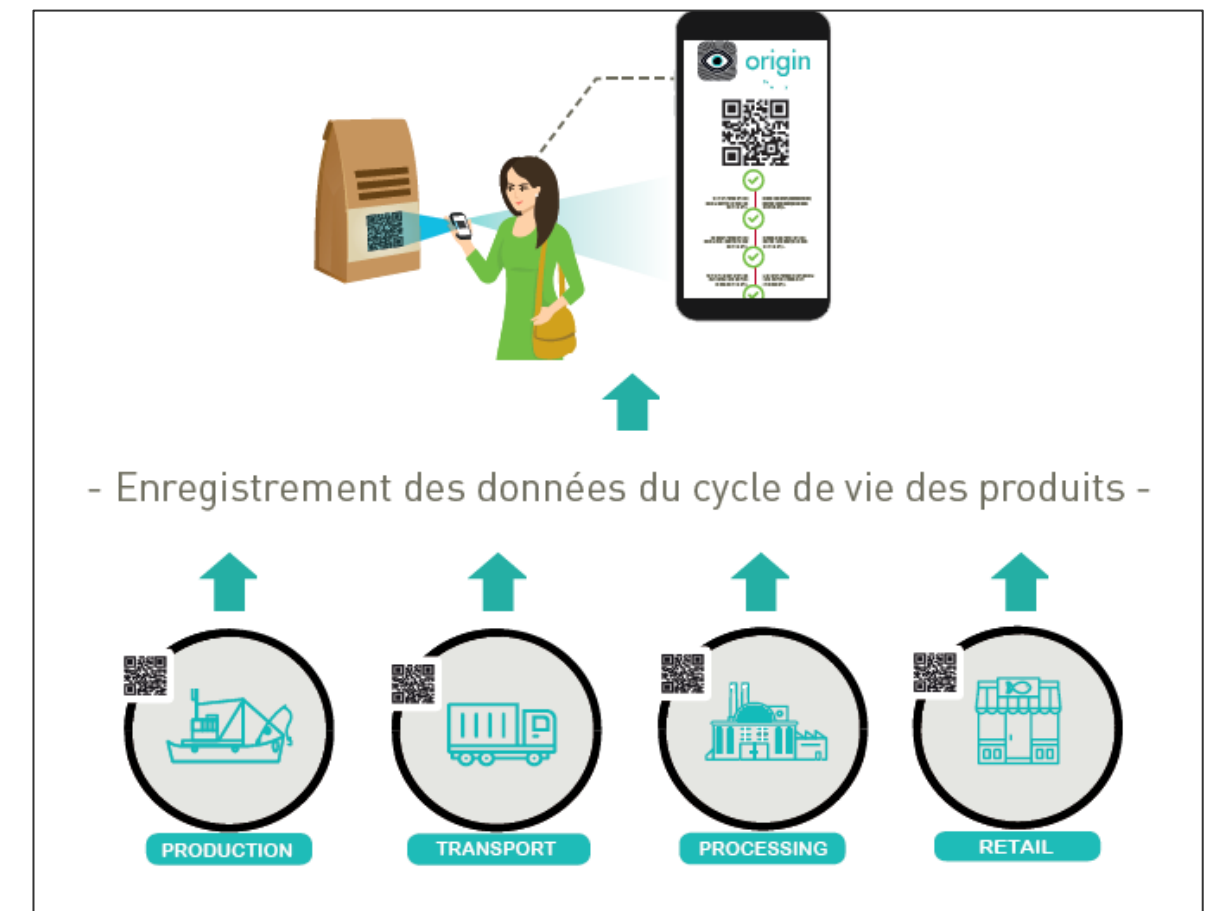 origin
- Enregistrement des données du cycle de vie des produits -
PRODUCTION
TRANSPORT
PROCESSING
RETAIL